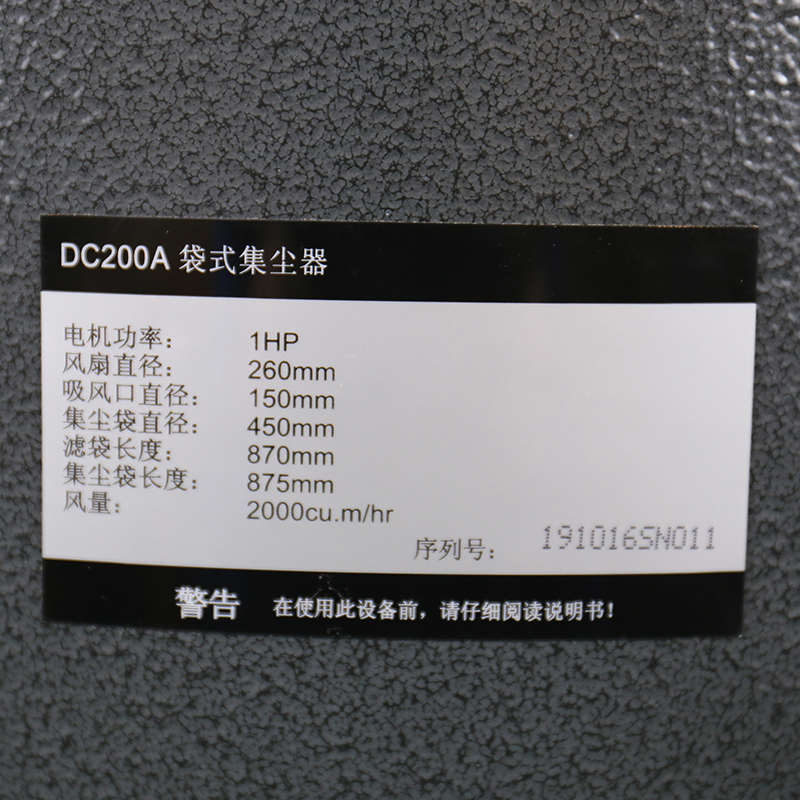 DC200A 袋式集尘器
电机功率： 1HP
风扇直径： 260mm
吸风口直径： 150mm
集尘袋直径： 450mm
滤袋长度： 870mm
集尘袋长度： 875mm
风量： 2000cu.m/hr
序列号： 191016SN011
警告 在使用此设备前，请仔细阅读说明书！